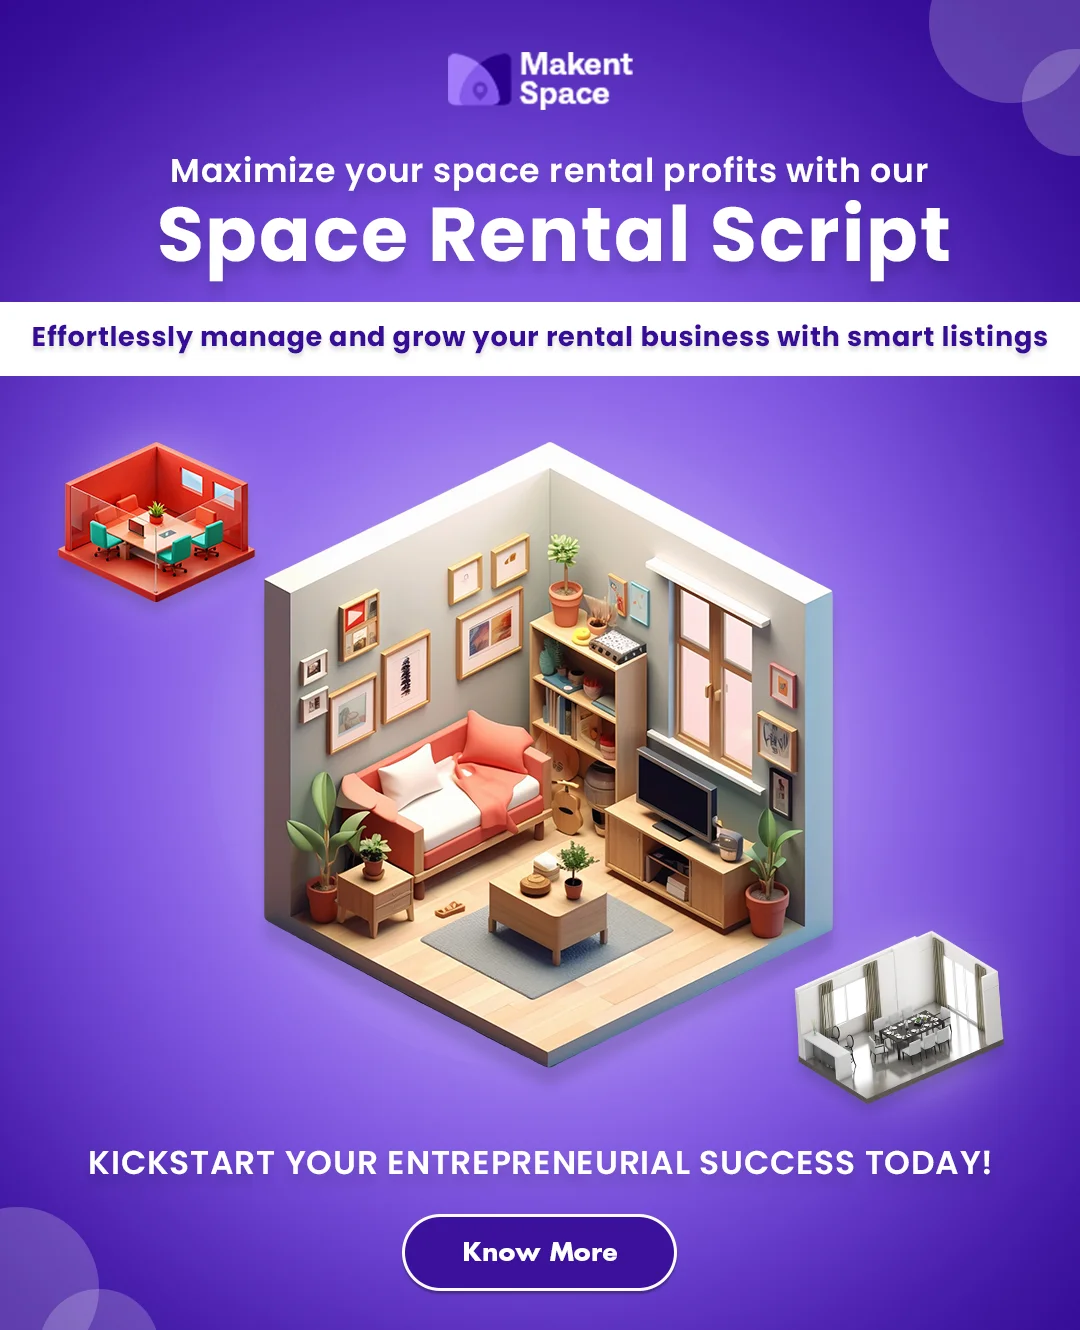 Makent
Space
Maximize your space rental profits with our
Space Rental Script
Effortlessly manage and grow your rental business with smart listings
KICKSTART YOUR ENTREPRENEURIAL SUCCESS TODAY!
Know More